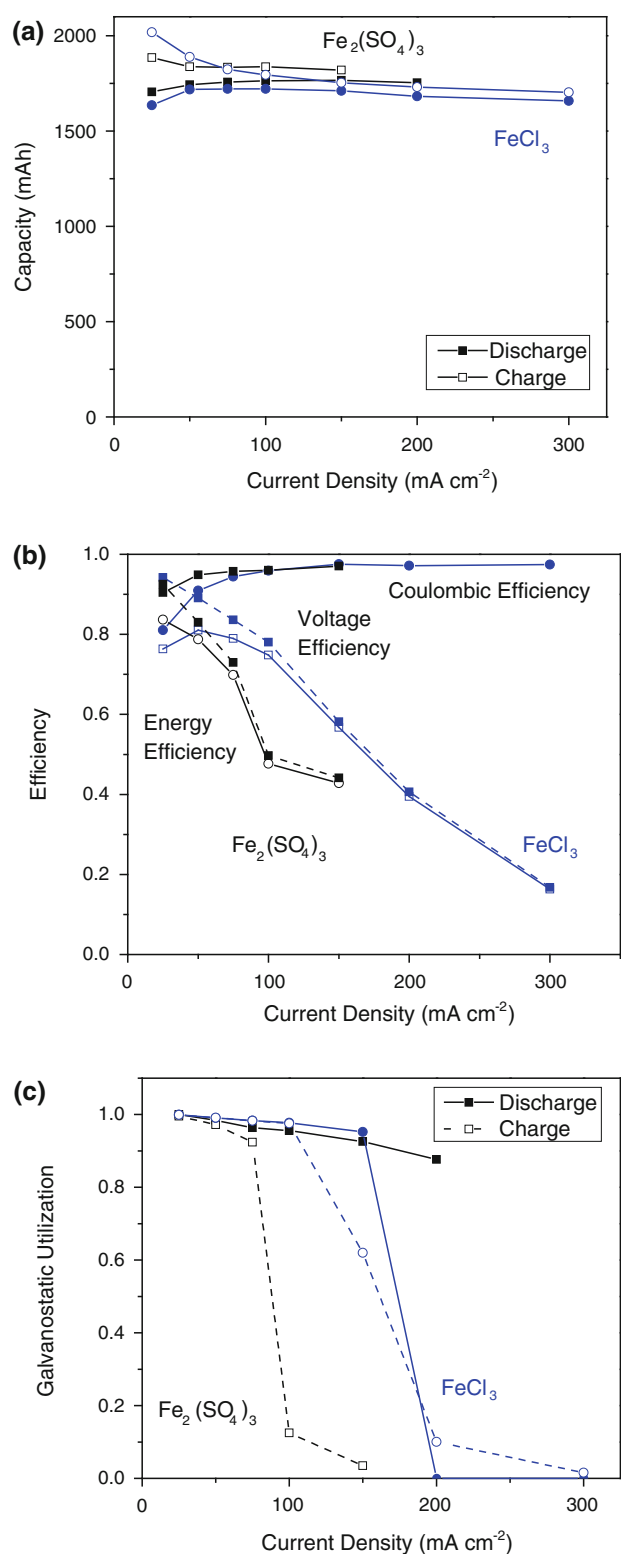 (a)
2000
1500
1000
500
0
Capacity (mAh)
Fe2(SO4)3
FeCl3
Discharge
Charge
0 100 200 300
Current Density (mA cm-2)
(b)
1.0
0.8
0.6
0.4
0.2
0.0
Efficiency
Coulombic Efficiency
Voltage
Efficiency
Energy
Efficiency
Fe2(SO4)3
FeCl3
0 100 200 300
Current Density (mA cm-2)
(c)
1.0
0.8
0.6
0.4
0.2
0.0
Galvanostatic Utilization
Discharge
Charge
FeCl3
Fe2 (SO4)3
0 100 200 300
Current Density (mA cm-2)